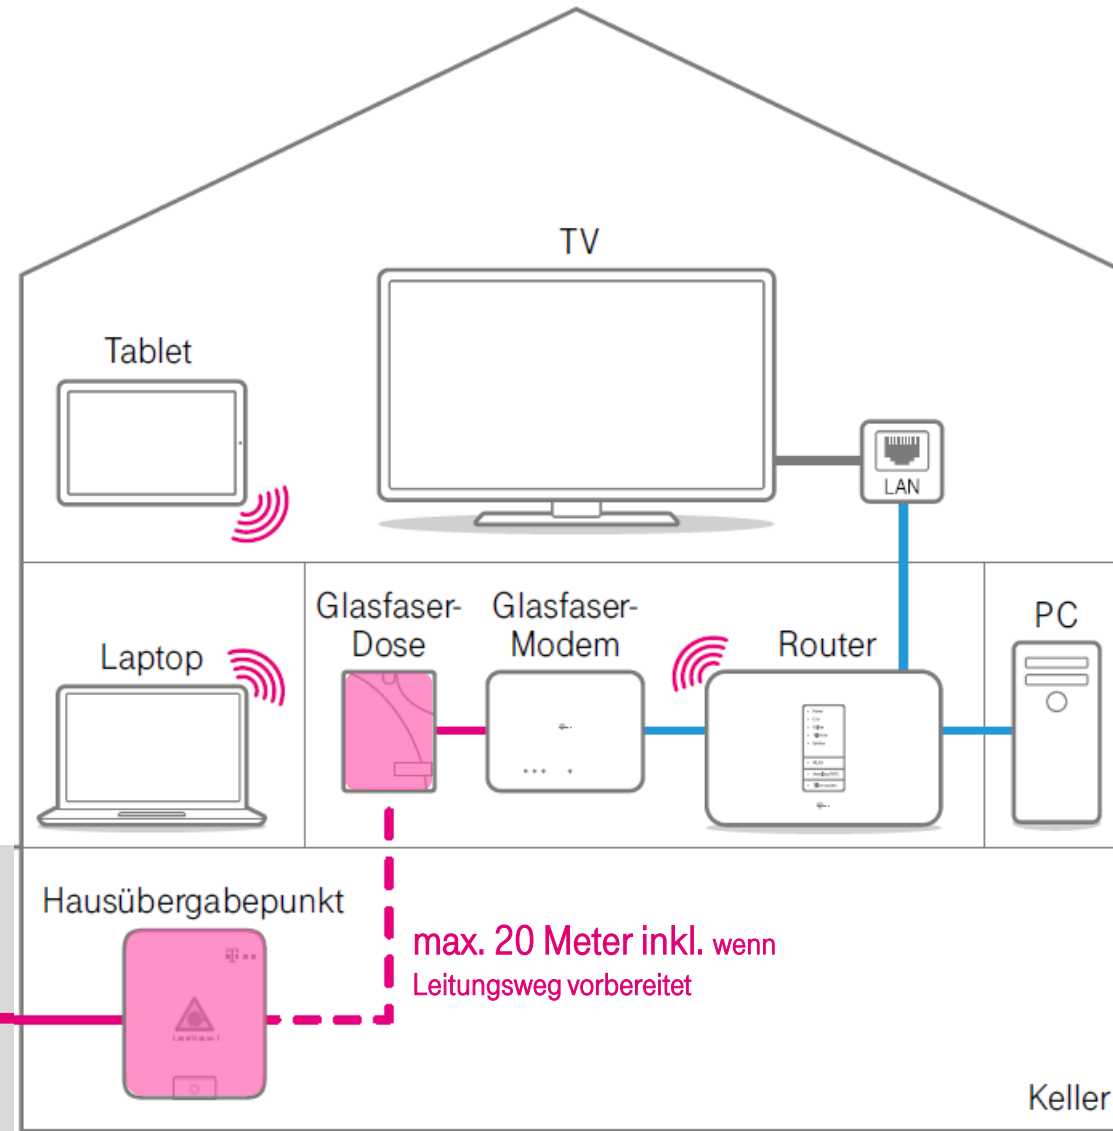 TV
Tablet
LAN
Glasfaser-
Dose
Glasfaser-
Modem
Laptop
Router
PC
Hausübergabepunkt
max. 20 Meter inkl. wenn
Leitungsweg vorbereitet
Keller